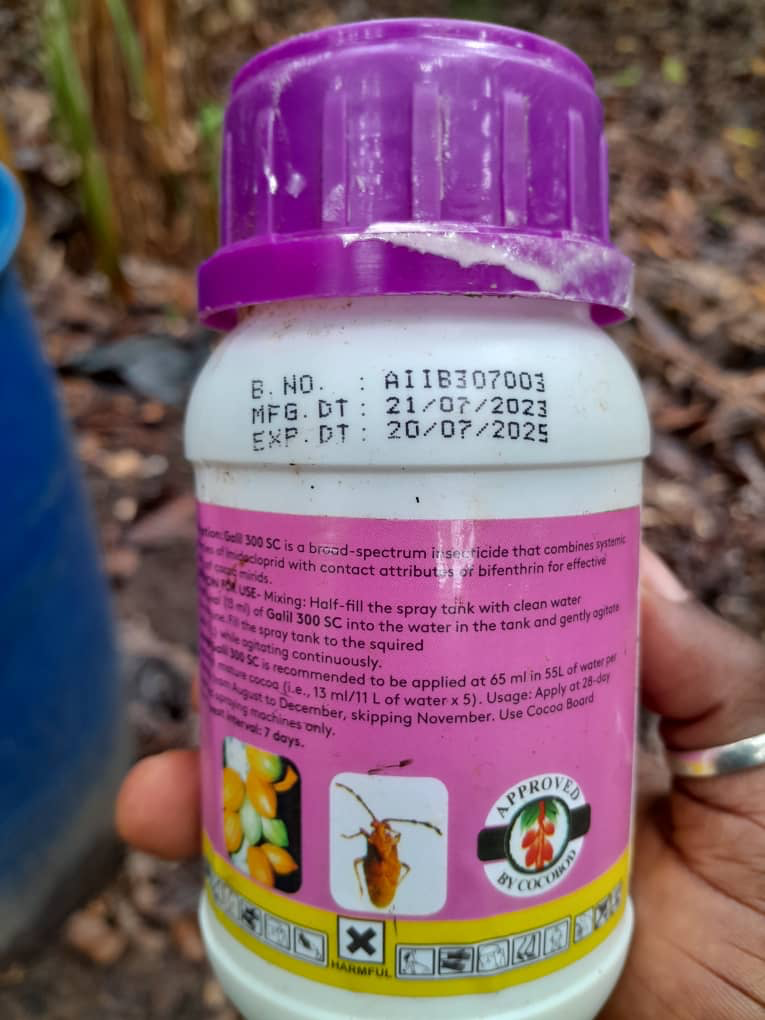 B.NO. : AIIB307003
MFG.DT : 21/07/2023
EXP.DT : 20/07/2025
Galil 300 SC is a broad-spectrum insecticide that combines systemic
of imidacloprid with contact attributes of bifenthrin for effective
of cocoa mirids.
FOR USE- Mixing: Half-fill the spray tank with clean water
(13 ml) of Galil 300 SC into the water in the tank and gently agitate
Fill the spray tank to the squired
while agitating continuously.
Galil 300 SC is recommended to be applied at 65 ml in 55L of water per
mature cocoa (i.e., 13 ml/11 L of water x 5). Usage: Apply at 28-day
from August to December, skipping November. Use Cocoa Board
spraying machines only.
interval: 7 days.
APPROVED
BY COCOBOD
HARMFUL